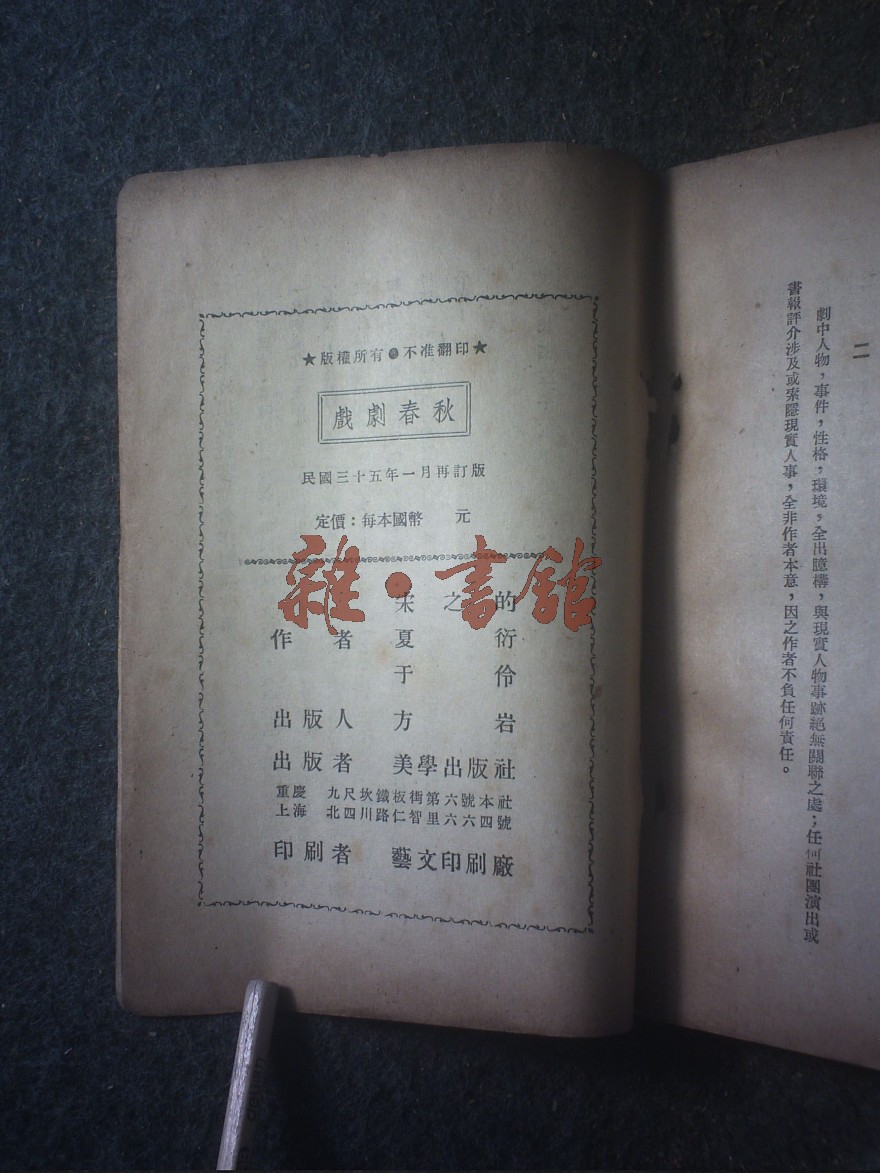 ★版權所有●不准翻印★
戲劇春秋
民國三十五年一月再訂版
定價：每本國幣　元
雜·書館
宋之的
作者 夏衍
于伶
出版人 方岩
出版者 美學出版社
重慶 九尺坎鐵板街第六號本社
上海 北四川路仁智里六六四號
印刷者 藝文印刷廠
二
劇中人物，事件，性格，環境，全出臆構，與現實人物事跡絕無關聯之處；任何社團演出或
書報評介涉及或索隱現實人事，全非作者本意，因之作者不負任何責任。